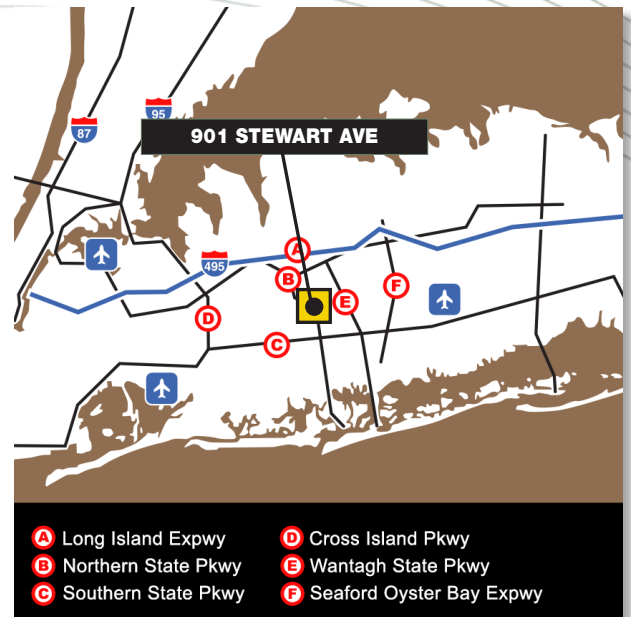 95
87
901 STEWART AVE
A
495
B
F
E
D
C
A Long Island Expwy
B Northern State Pkwy
C Southern State Pkwy
D Cross Island Pkwy
E Wantagh State Pkwy
F Seaford Oyster Bay Expwy